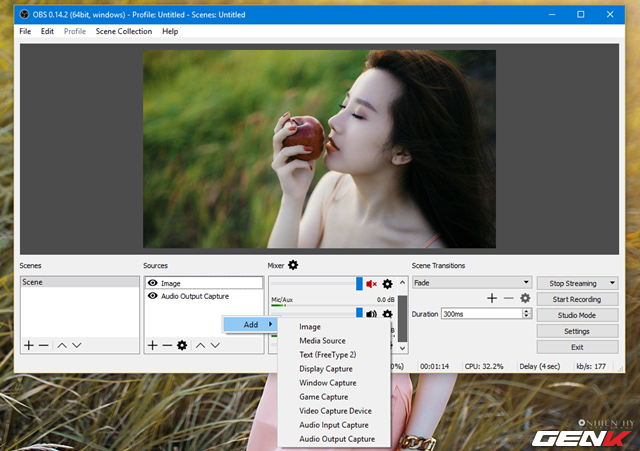 OBS 0.14.2 (64bit, windows) - Profile: Untitled - Scenes: Untitled
File Edit Profile Scene Collection Help
Scenes
Sources
Mixer
Scene Transitions
Scene
Image
Audio Output Capture
Mic/Aux 0.0 dB
Fade
Duration 300ms
Stop Streaming
Start Recording
Studio Mode
Settings
Exit
Add
Image
Media Source
Text (FreeType 2)
Display Capture
Window Capture
Game Capture
Video Capture Device
Audio Input Capture
Audio Output Capture
0%) 00:01:14 CPU: 32.2% Delay (4 sec) kb/s: 177
NHIEN HY
GENK